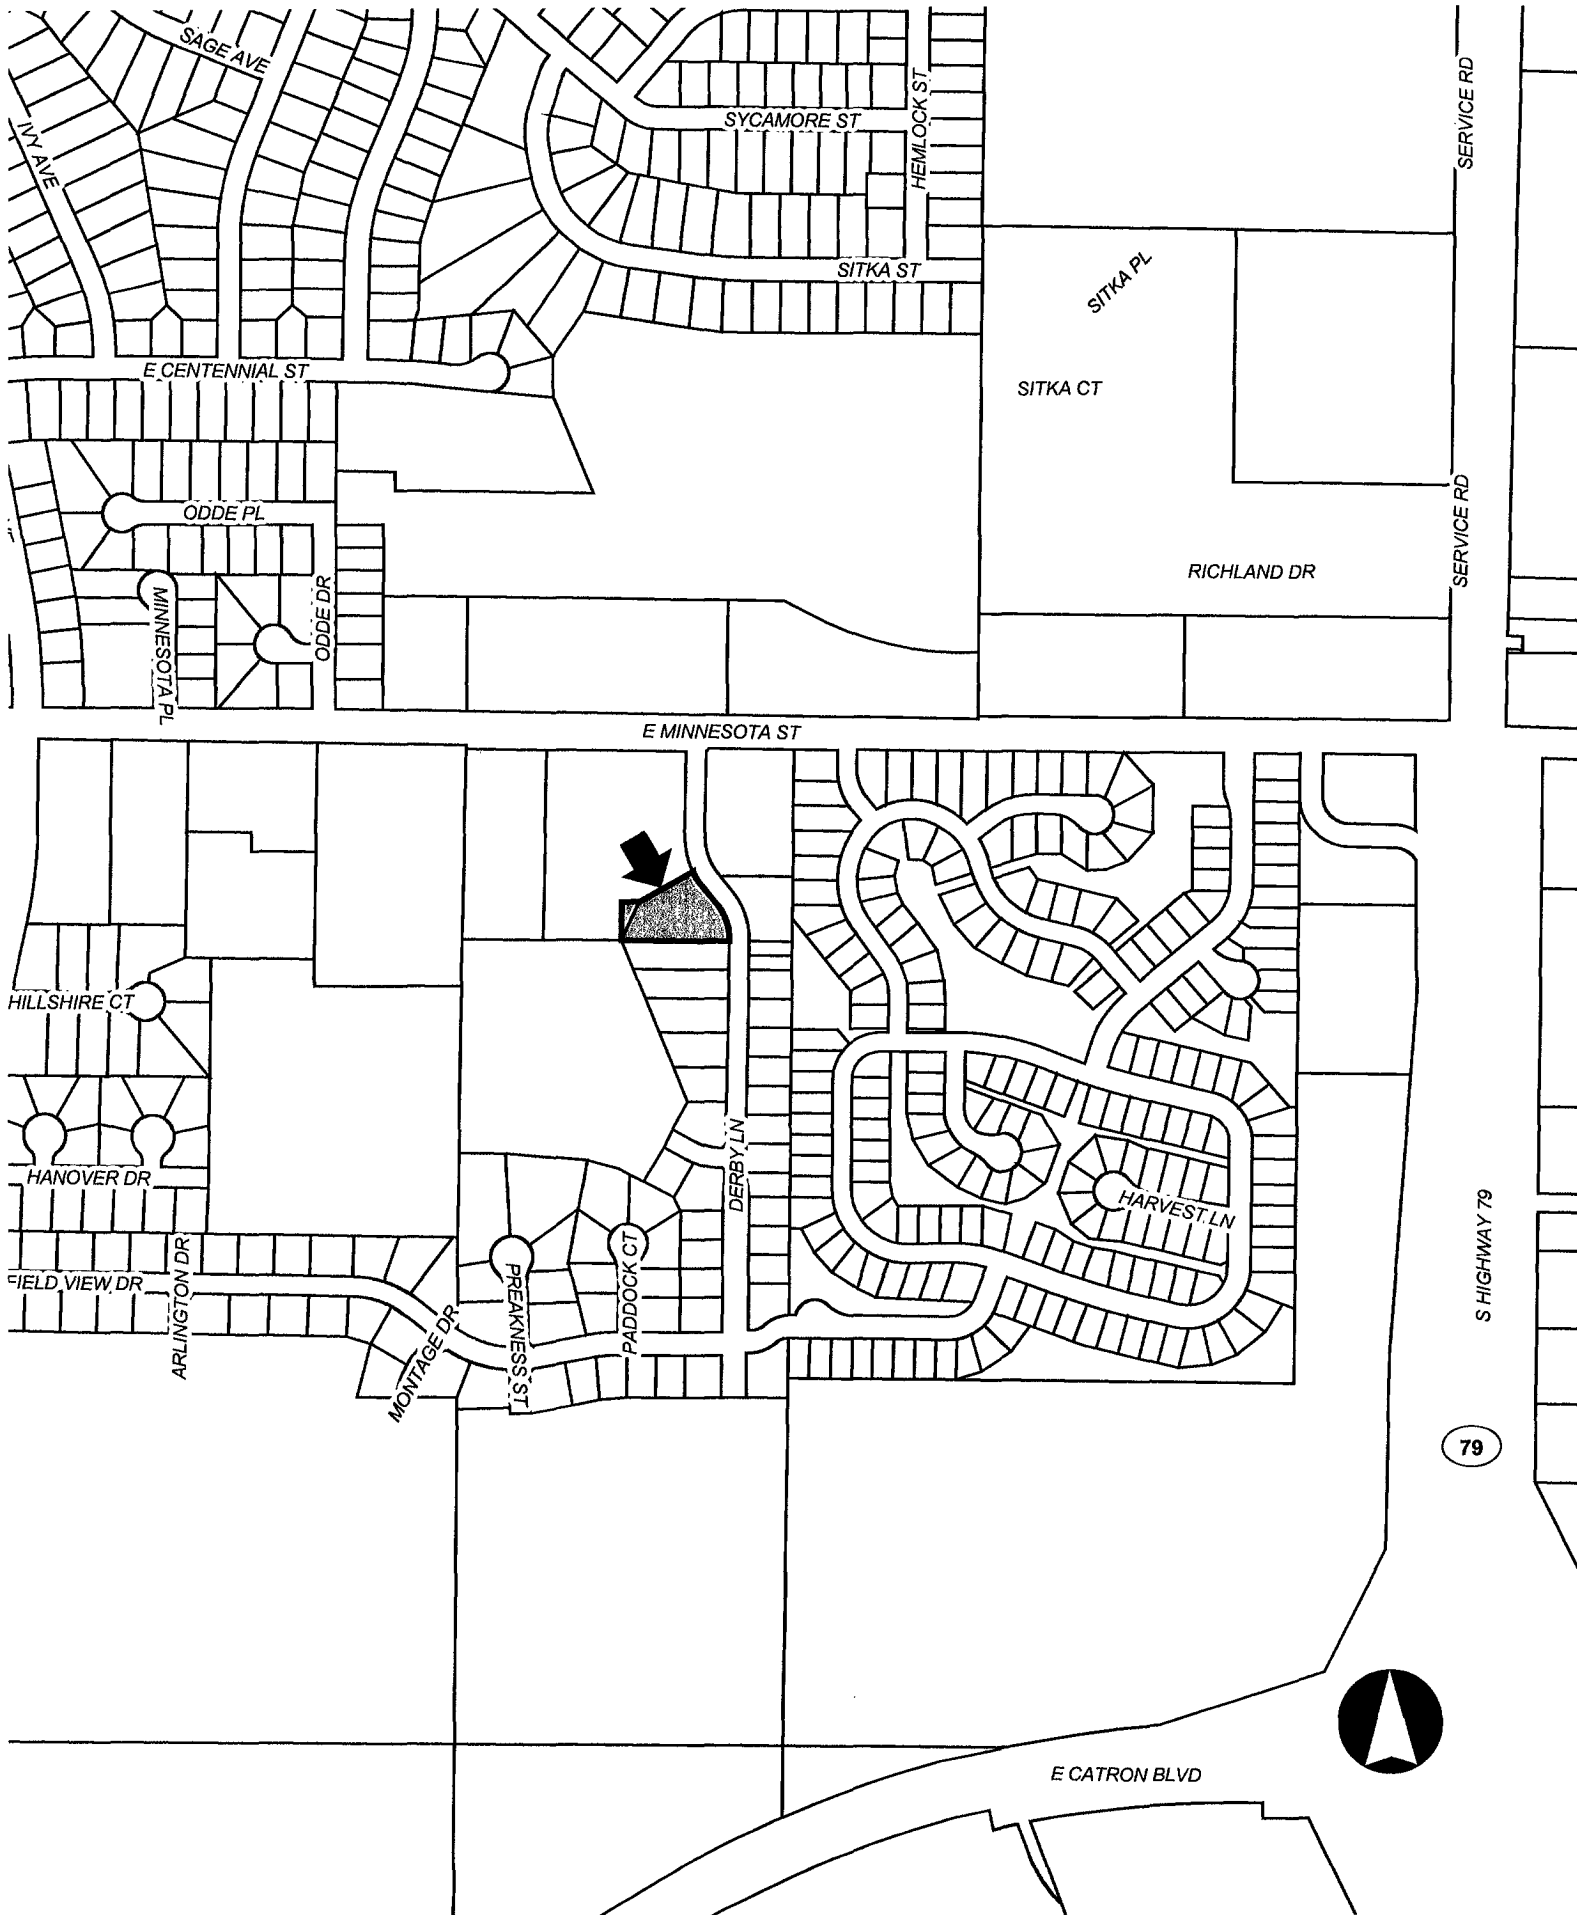 SAGE AVE
IVY AVE
SYCAMORE ST
HEMLOCK ST
SERVICE RD
SITKA ST
SITKA PL
E CENTENNIAL ST
SITKA CT
ODDE PL
SERVICE RD
RICHLAND DR
MINNESOTA PL
ODDE DR
E MINNESOTA ST
HILLSHIRE CT
HANOVER DR
DERBY LN
HARVEST LN
S HIGHWAY 79
FIELD VIEW DR
ARLINGTON DR
MONTAGE DR
PREAKNESS ST
PADDOCK CT
79
E CATRON BLVD